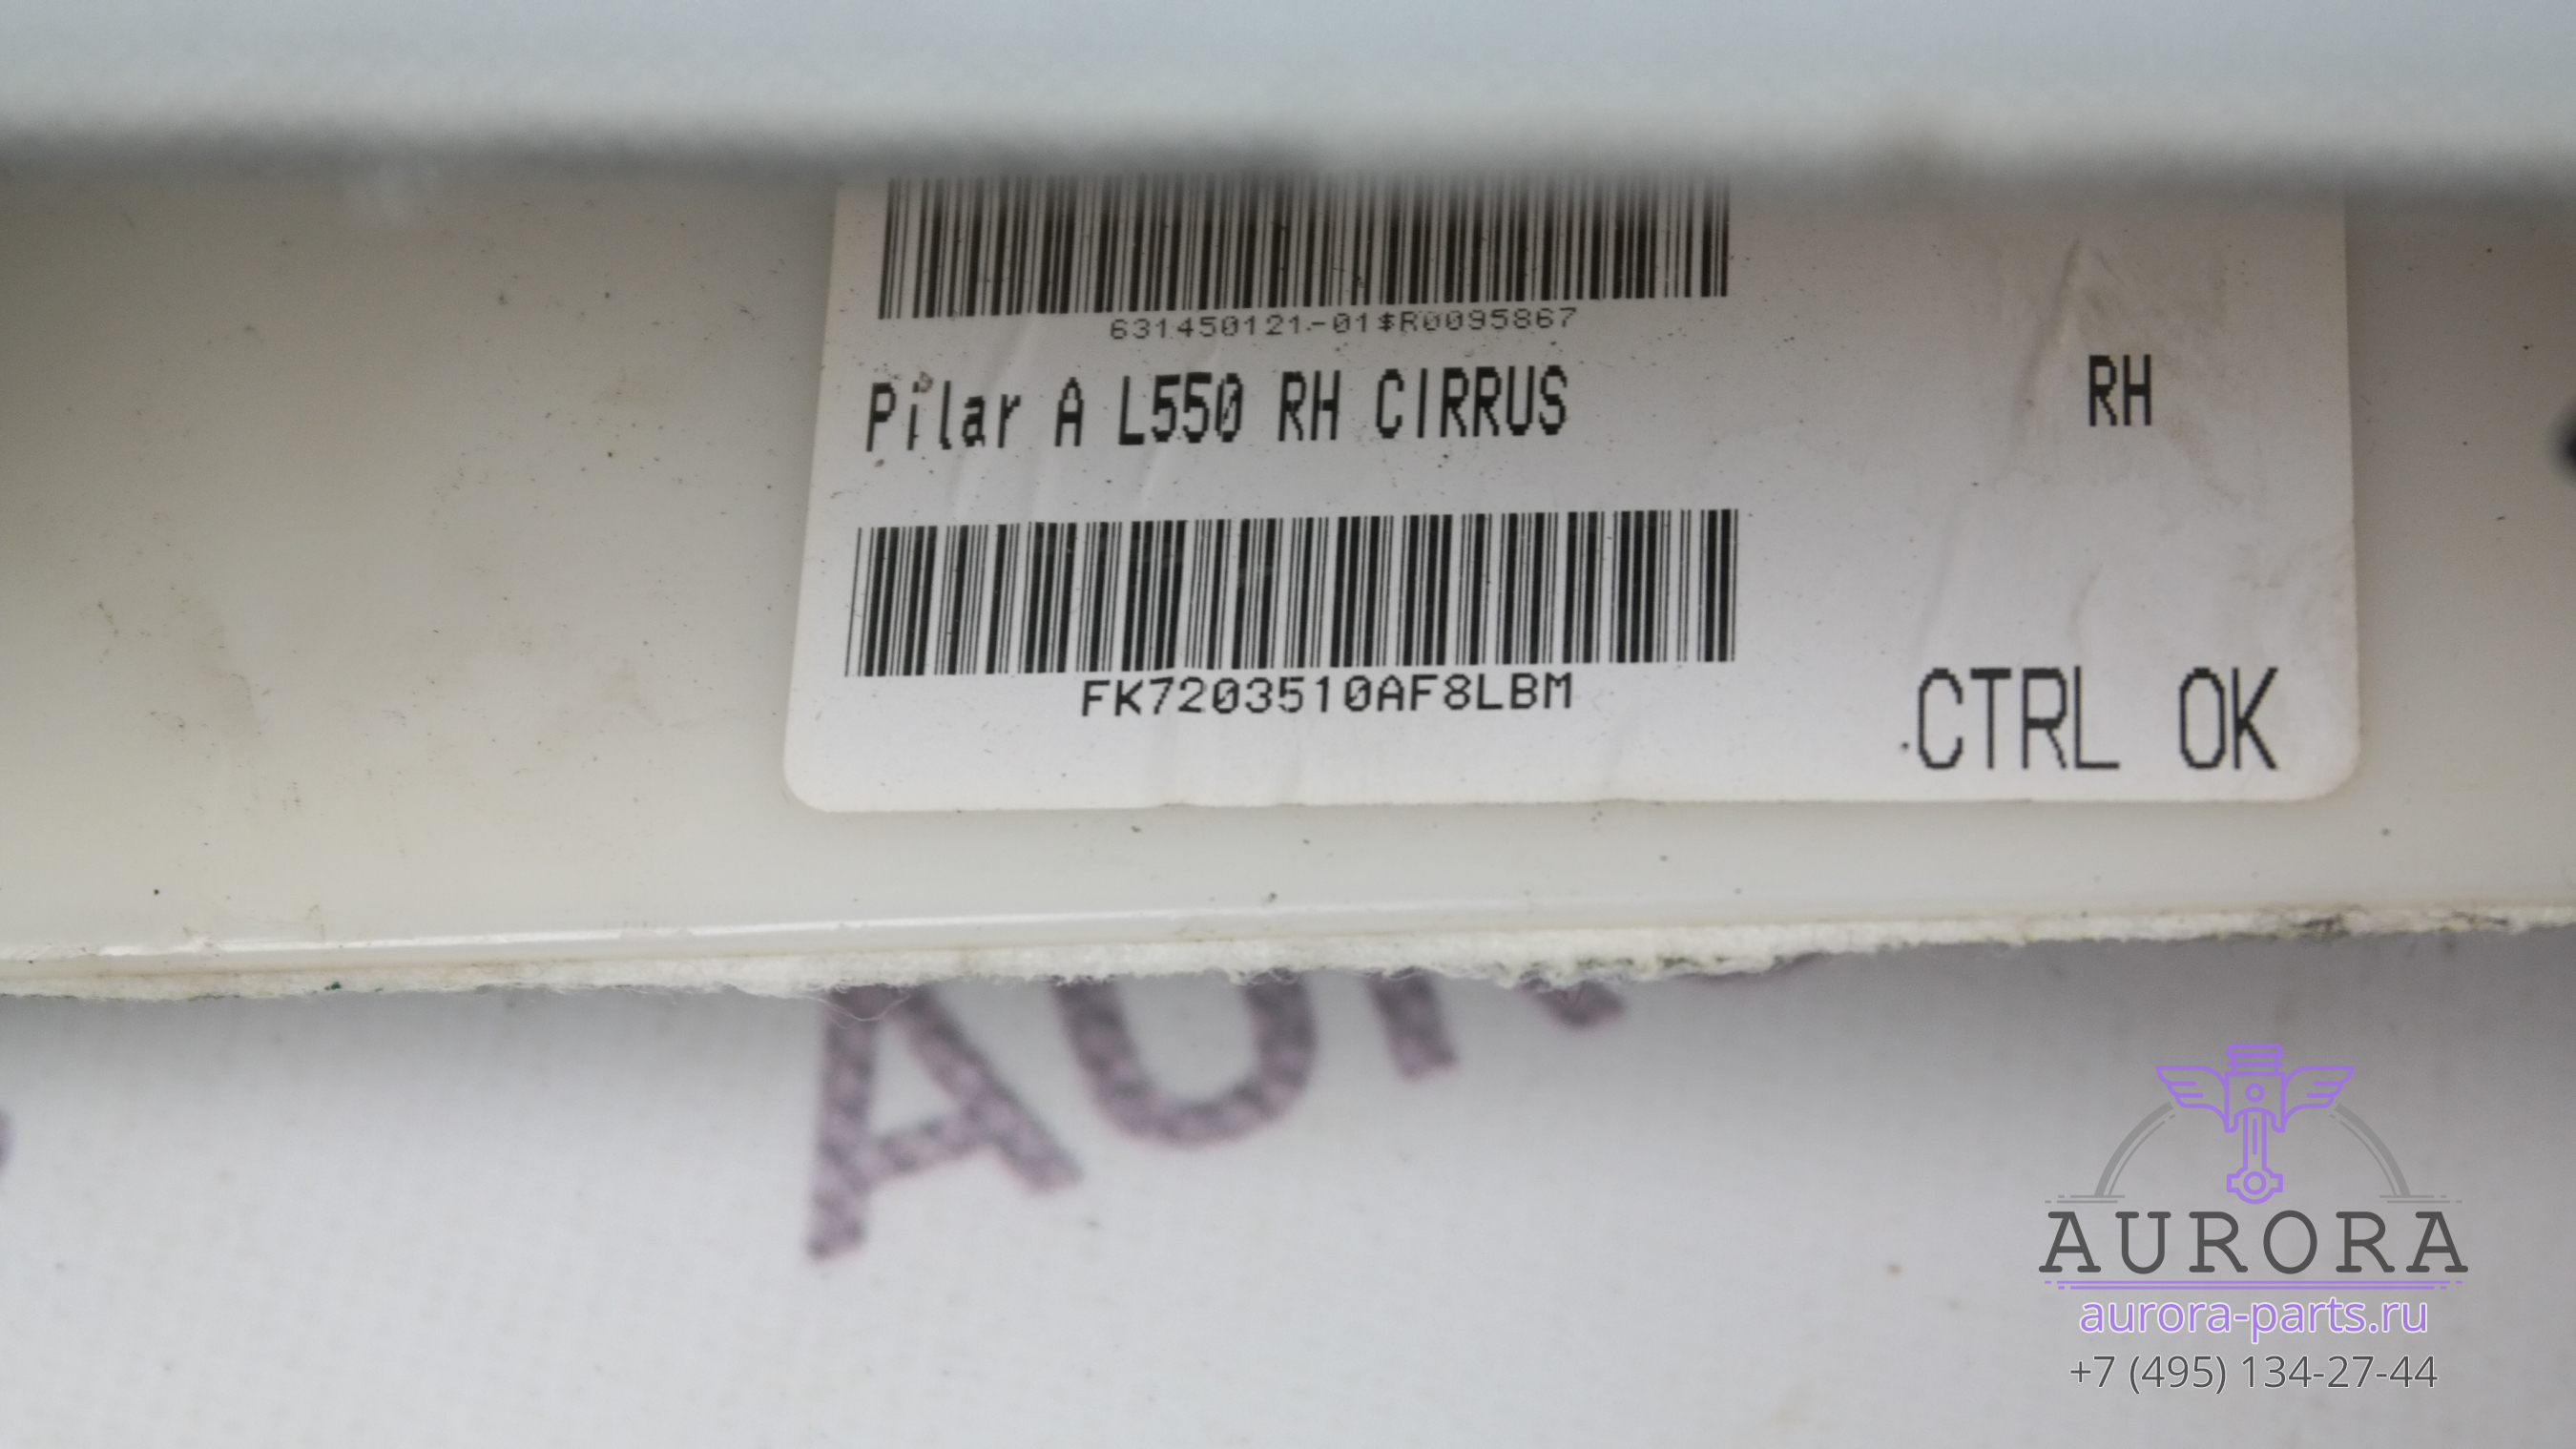 631450121-01$R0095867
Pilar A L550 RH CIRRUS
RH
FK7203510AF8LBM
CTRL OK
AURORA
aurora-parts.ru
+7 (495) 134-27-44